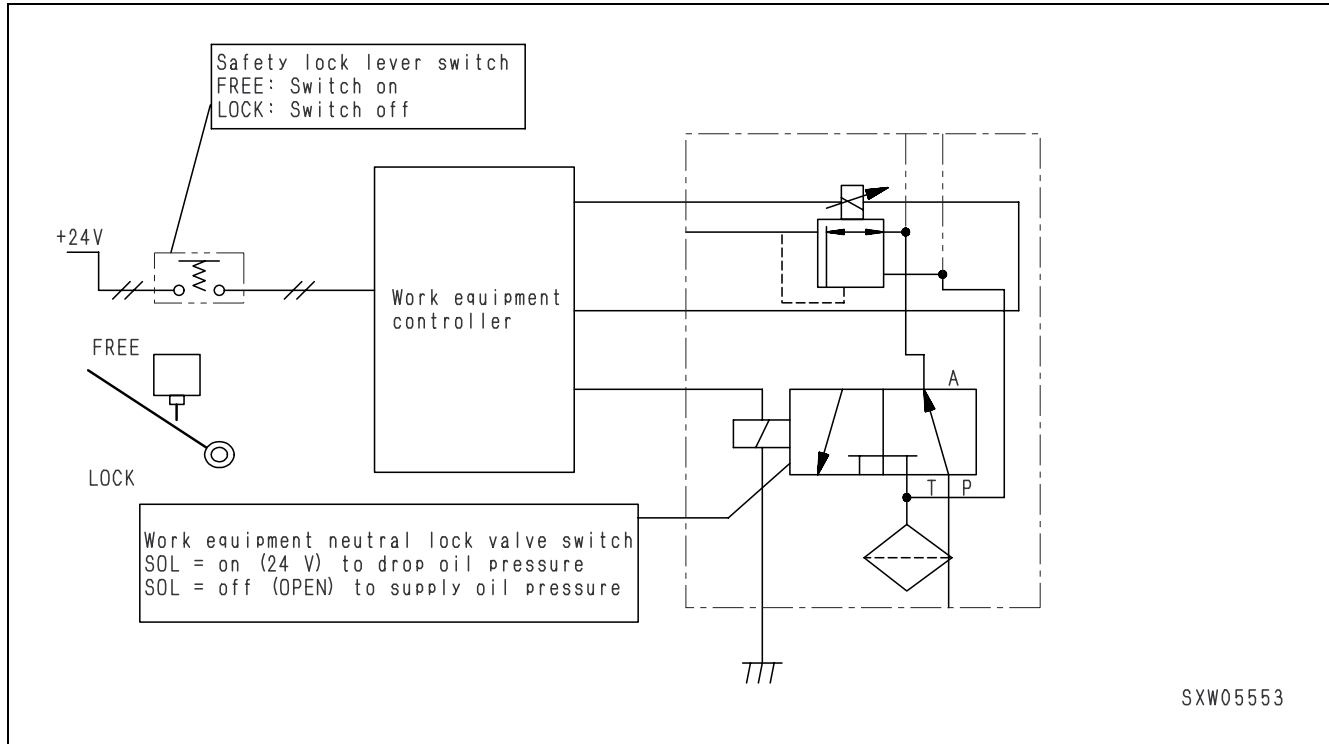 Safety lock lever switch
FREE: Switch on
LOCK: Switch off
+24V
Work equipment
controller
FREE
LOCK
A
T P
Work equipment neutral lock valve switch
SOL = on (24 V) to drop oil pressure
SOL = off (OPEN) to supply oil pressure
SXW05553